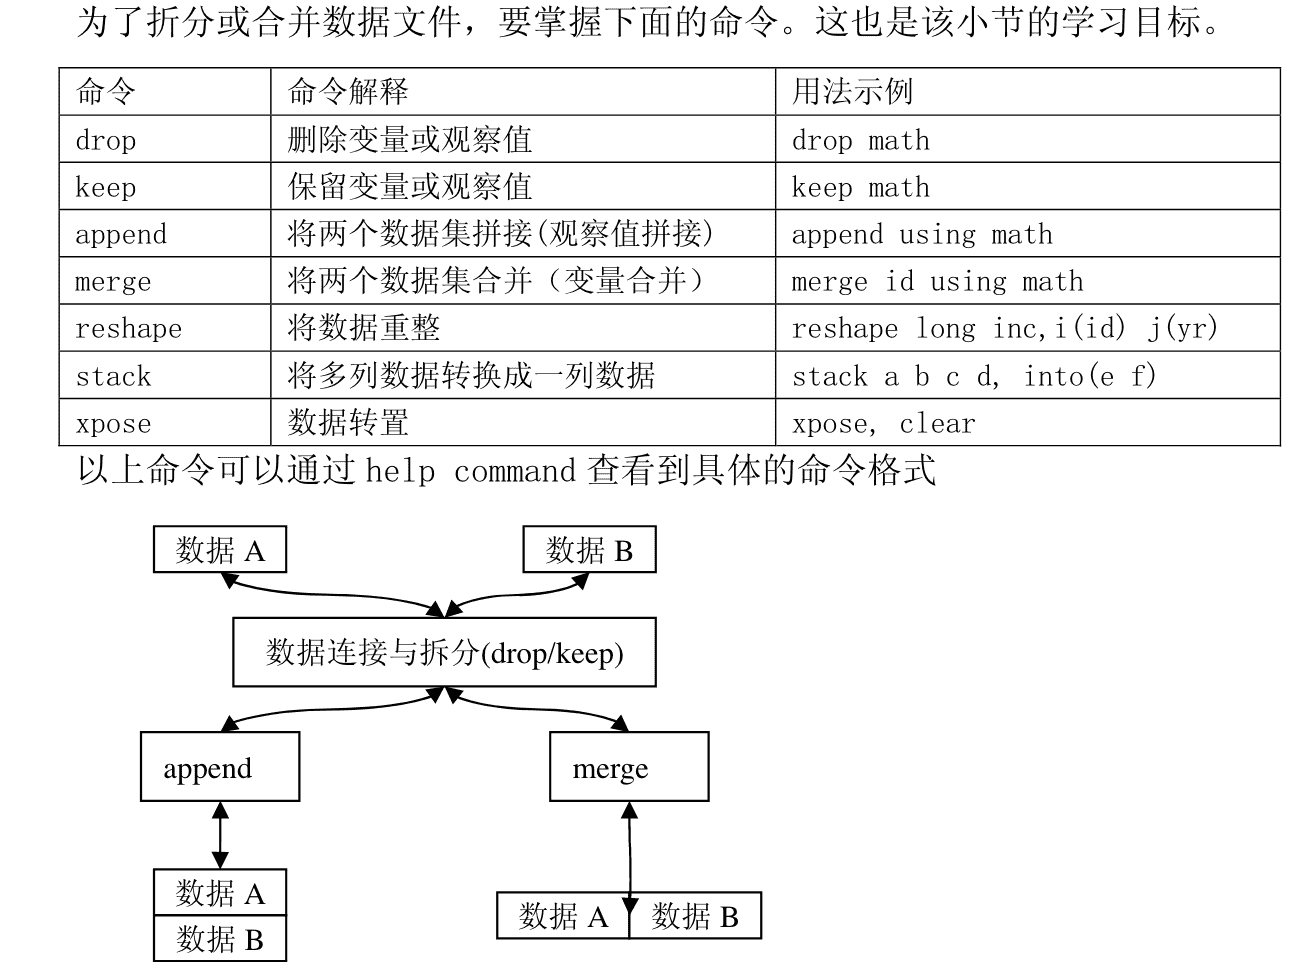 为了折分或合并数据文件，要掌握下面的命令。这也是该小节的学习目标。
命令 命令解释 用法示例
drop 删除变量或观察值 drop math
keep 保留变量或观察值 keep math
append 将两个数据集拼接(观察值拼接) append using math
merge 将两个数据集合并（变量合并） merge id using math
reshape 将数据重整 reshape long inc,i(id) j(yr)
stack 将多列数据转换成一列数据 stack a b c d, into(e f)
xpose 数据转置 xpose, clear
以上命令可以通过 help command 查看到具体的命令格式
数据 A 数据 B
数据连接与拆分(drop/keep)
append merge
数据 A
数据 B
数据 A 数据 B